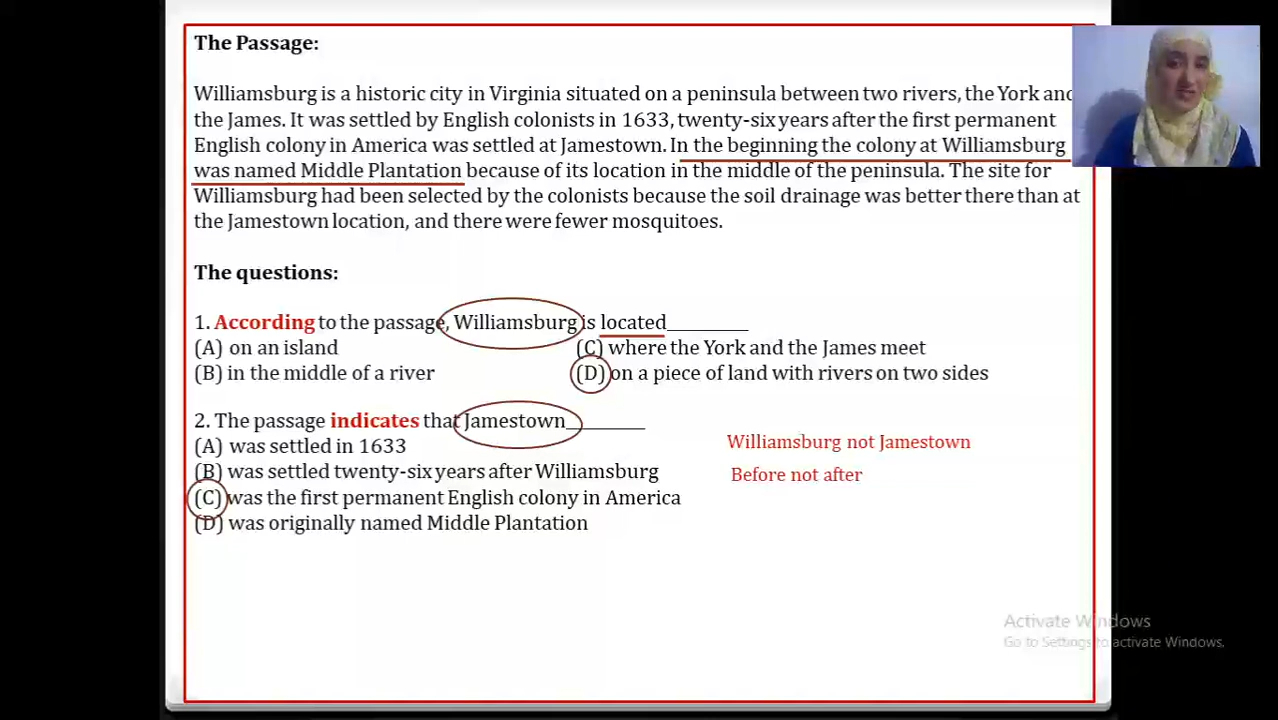 The Passage:
Williamsburg is a historic city in Virginia situated on a peninsula between two rivers, the York and
the James. It was settled by English colonists in 1633, twenty-six years after the first permanent
English colony in America was settled at Jamestown. In the beginning the colony at Williamsburg
was named Middle Plantation because of its location in the middle of the peninsula. The site for
Williamsburg had been selected by the colonists because the soil drainage was better there than at
the Jamestown location, and there were fewer mosquitoes.
The questions:
1. According to the passage, Williamsburg is located________
(A) on an island
(C) where the York and the James meet
(B) in the middle of a river
(D) on a piece of land with rivers on two sides
2. The passage indicates that Jamestown________
(A) was settled in 1633
Williamsburg not Jamestown
(B) was settled twenty-six years after Williamsburg
Before not after
(C) was the first permanent English colony in America
(D) was originally named Middle Plantation
Activate Windows
Go to Settings to activate Windows.